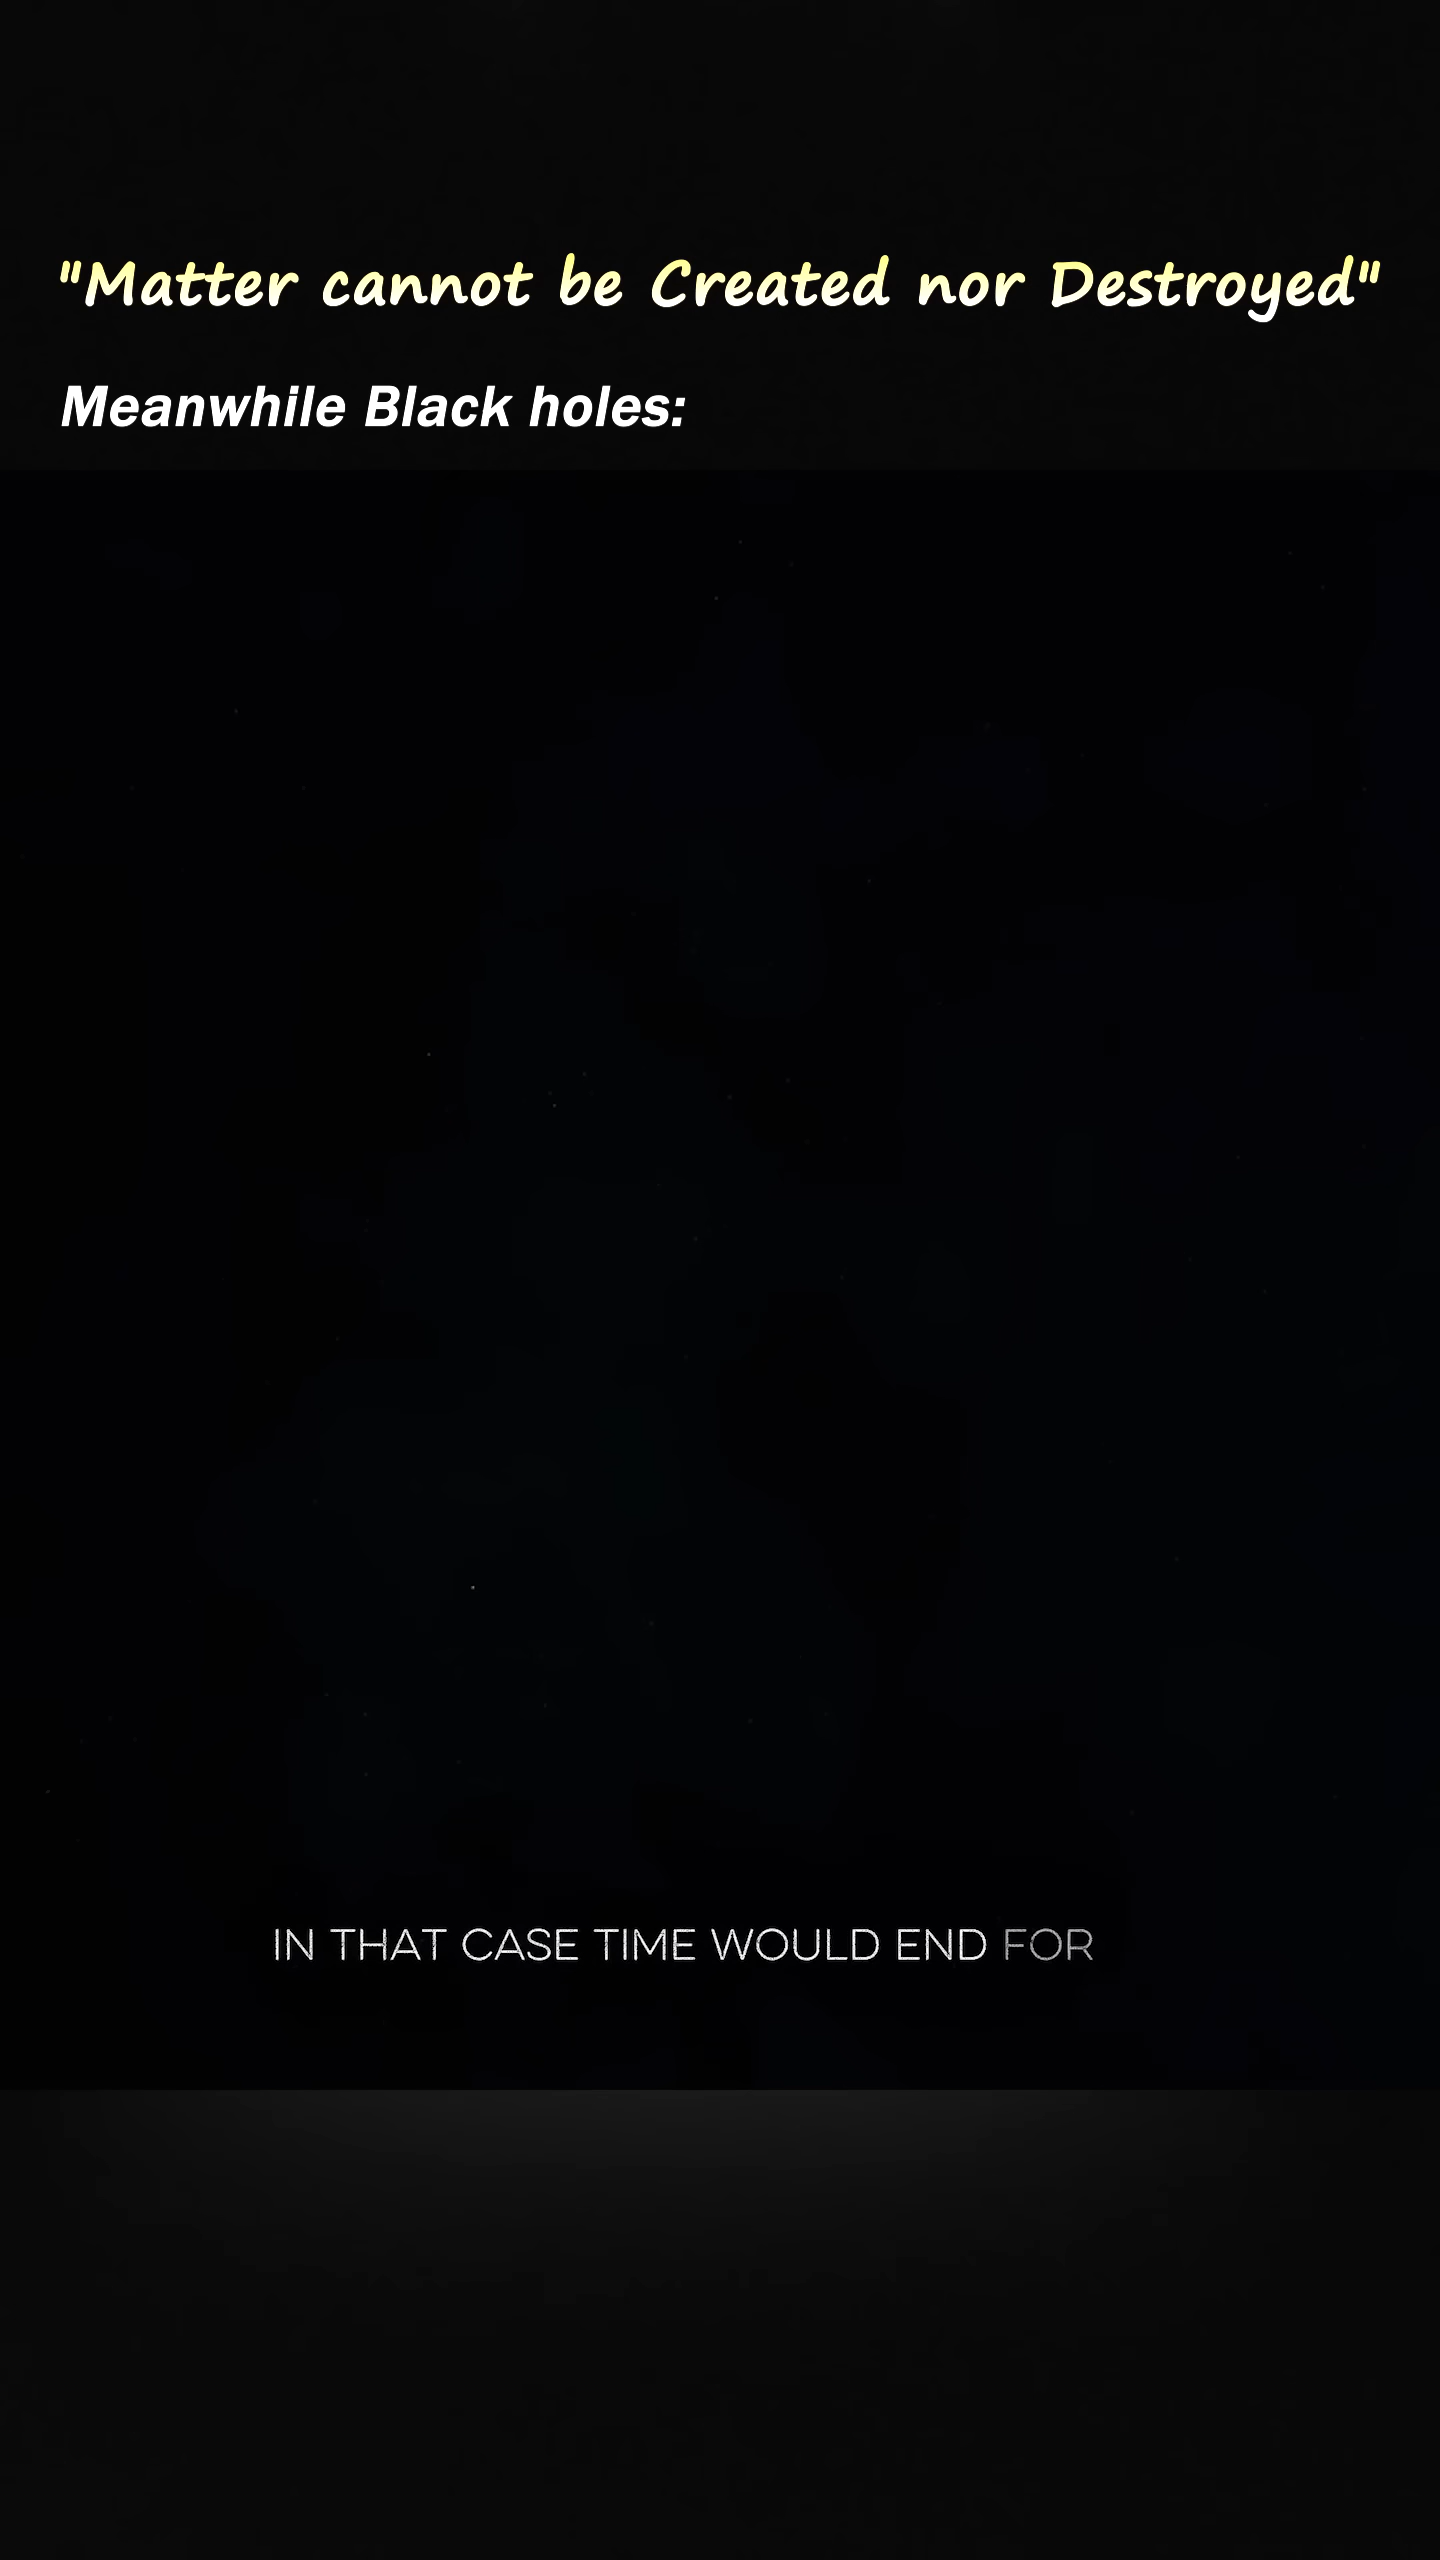 "Matter cannot be Created nor Destroyed"
Meanwhile Black holes:
IN THAT CASE TIME WOULD END FOR